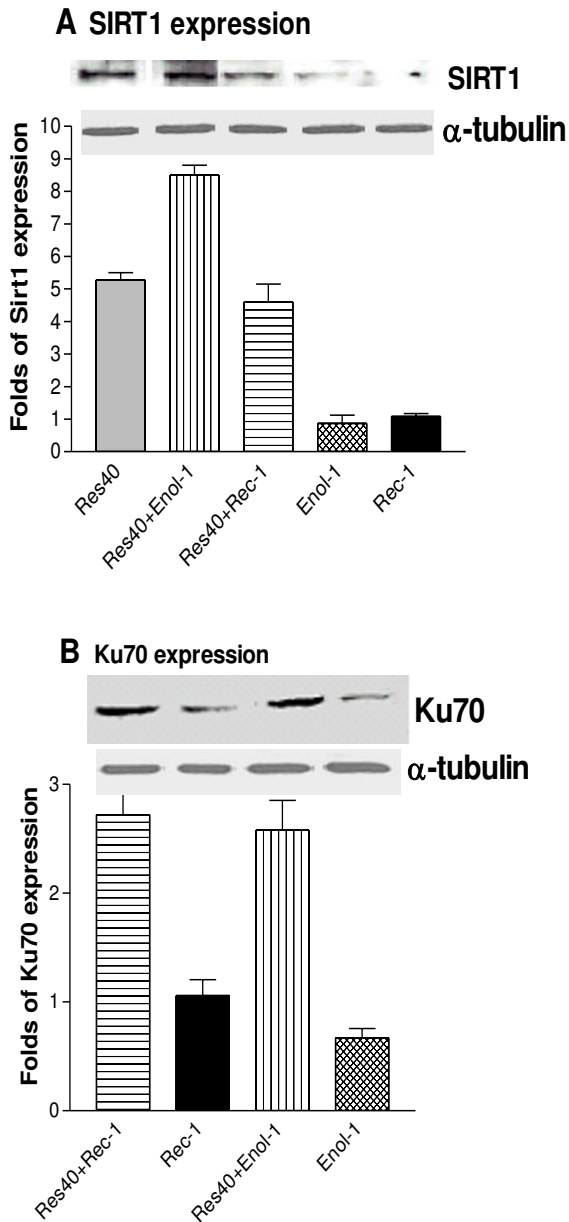 A SIRT1 expression
SIRT1
α-tubulin
Folds of Sirt1 expression
10
9
8
7
6
5
4
3
2
1
0
Res40
Res40+Enol-1
Res40+Rec-1
Enol-1
Rec-1
B Ku70 expression
Ku70
α-tubulin
Folds of Ku70 expression
3
2
1
0
Res40+Rec-1
Rec-1
Res40+Enol-1
Enol-1